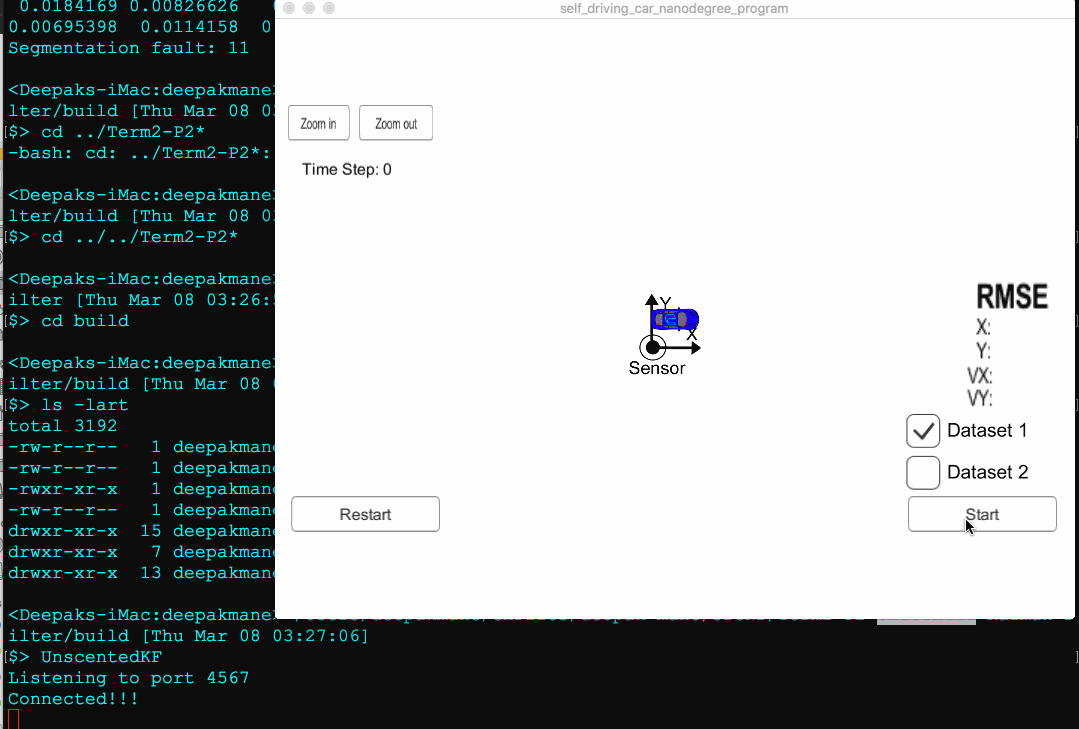 0.0184169 0.00826626
0.00695398 0.0114158 0
Segmentation fault: 11
<Deepaks-iMac:deepakmane>
lter/build [Thu Mar 08 03
[$> cd ../Term2-P2*
-bash: cd: ../Term2-P2*:
<Deepaks-iMac:deepakmane>
lter/build [Thu Mar 08 03
[$> cd ../../Term2-P2*
<Deepaks-iMac:deepakmane>
ilter [Thu Mar 08 03:26:
[$> cd build
<Deepaks-iMac:deepakmane>
ilter/build [Thu Mar 08
[$> ls -lart
total 3192
-rw-r--r-- 1 deepakmane
-rw-r--r-- 1 deepakmane
-rwxr-xr-x 1 deepakmane
-rw-r--r-- 1 deepakmane
drwxr-xr-x 15 deepakmane
drwxr-xr-x 7 deepakmane
drwxr-xr-x 13 deepakmane
<Deepaks-iMac:deepakmane>
ilter/build [Thu Mar 08 03:27:06]
[$> UnscentedKF
Listening to port 4567
Connected!!!
self_driving_car_nanodegree_program
Zoom in Zoom out
Time Step: 0
Y
X
Sensor
RMSE
X:
Y:
VX:
VY:
Dataset 1
Dataset 2
Restart
Start